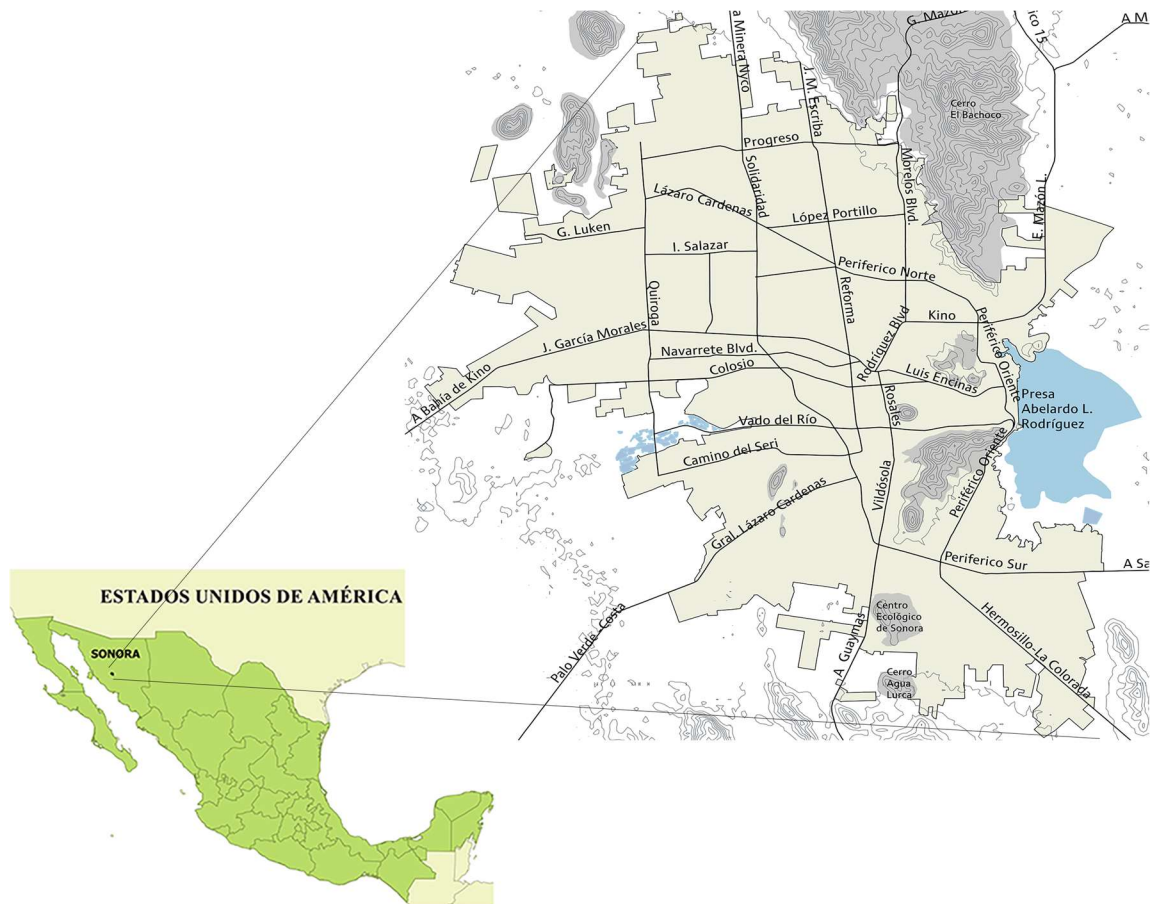 a Minera Nyco
G. Mazón
ico 15
A M
J. M. Escriba
Cerro
El Bachoco
Progreso
Solidaridad
Morelos Blvd.
Lázaro Cardenas
López Portillo
E. Mazón L.
G. Luken
I. Salazar
Periferico Norte
Quiroga
Reforma
Kino
J. García Morales
Rodríguez Blvd
Periférico Oriente
Navarrete Blvd.
Colosio
Luis Encinas
A Bahía de Kino
Rosales
Presa
Abelardo L.
Rodríguez
Vado del Río
Camino del Seri
Periférico Oriente
Vildósola
Gral. Lázaro Cardenas
Periferico Sur
A Sa
ESTADOS UNIDOS DE AMÉRICA
SONORA
Centro
Ecológico
de Sonora
Hermosillo-La Colorada
Palo Verde -Costa
A Guaymas
Cerro
Agua
Lurca